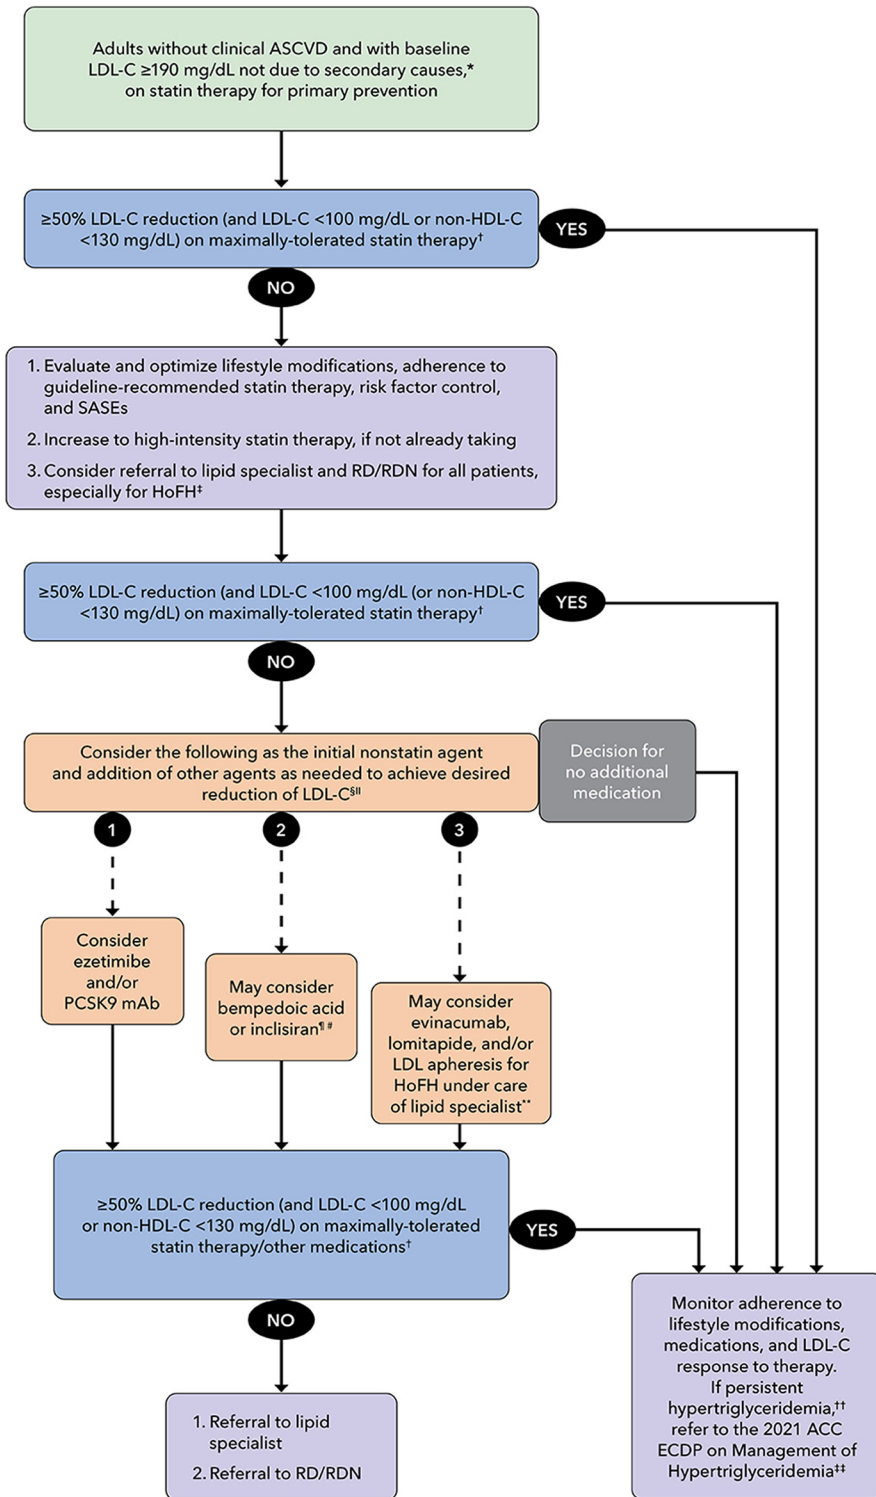 Adults without clinical ASCVD and with baseline
LDL-C ≥190 mg/dL not due to secondary causes,*
on statin therapy for primary prevention
≥50% LDL-C reduction (and LDL-C <100 mg/dL or non-HDL-C
<130 mg/dL) on maximally-tolerated statin therapy†
YES
NO
1. Evaluate and optimize lifestyle modifications, adherence to
guideline-recommended statin therapy, risk factor control,
and SASEs
2. Increase to high-intensity statin therapy, if not already taking
3. Consider referral to lipid specialist and RD/RDN for all patients,
especially for HoFH‡
≥50% LDL-C reduction (and LDL-C <100 mg/dL (or non-HDL-C
<130 mg/dL) on maximally-tolerated statin therapy†
YES
NO
Consider the following as the initial nonstatin agent
and addition of other agents as needed to achieve desired
reduction of LDL-C§‖
Decision for
no additional
medication
1
2
3
Consider
ezetimibe
and/or
PCSK9 mAb
May consider
bempedoic acid
or inclisiran¶ #
May consider
evinacumab,
lomitapide, and/or
LDL apheresis for
HoFH under care
of lipid specialist**
≥50% LDL-C reduction (and LDL-C <100 mg/dL
or non-HDL-C <130 mg/dL) on maximally-tolerated
statin therapy/other medications†
YES
NO
1. Referral to lipid
specialist
2. Referral to RD/RDN
Monitor adherence to
lifestyle modifications,
medications, and LDL-C
response to therapy.
If persistent
hypertriglyceridemia,††
refer to the 2021 ACC
ECDP on Management of
Hypertriglyceridemia‡‡